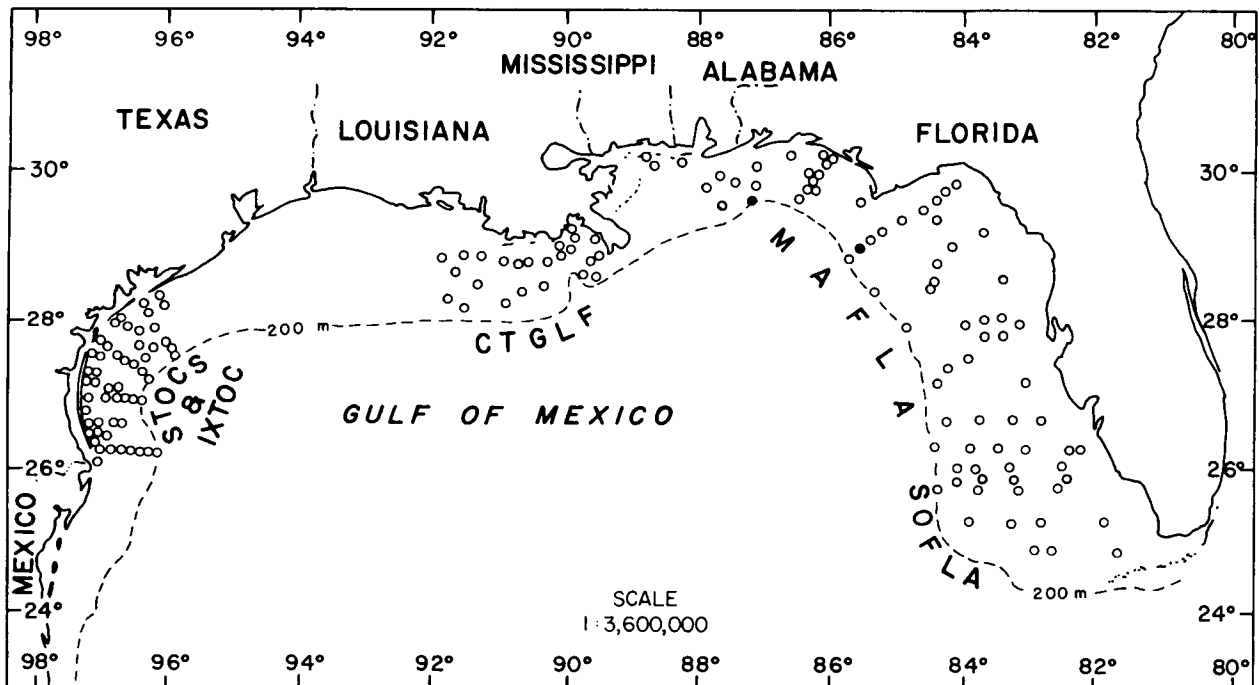 98° 96° 94° 92° 90° 88° 86° 84° 82° 80°
MISSISSIPPI ALABAMA
TEXAS LOUISIANA FLORIDA
30° 30°
28° 28°
200 m
CTGLF
MAFLA
STOCS
&
IXTOC
GULF OF MEXICO
26° 26°
SOFLA
MEXICO
200 m
24° 24°
SCALE
1:3,600,000
98° 96° 94° 92° 90° 88° 86° 84° 82° 80°